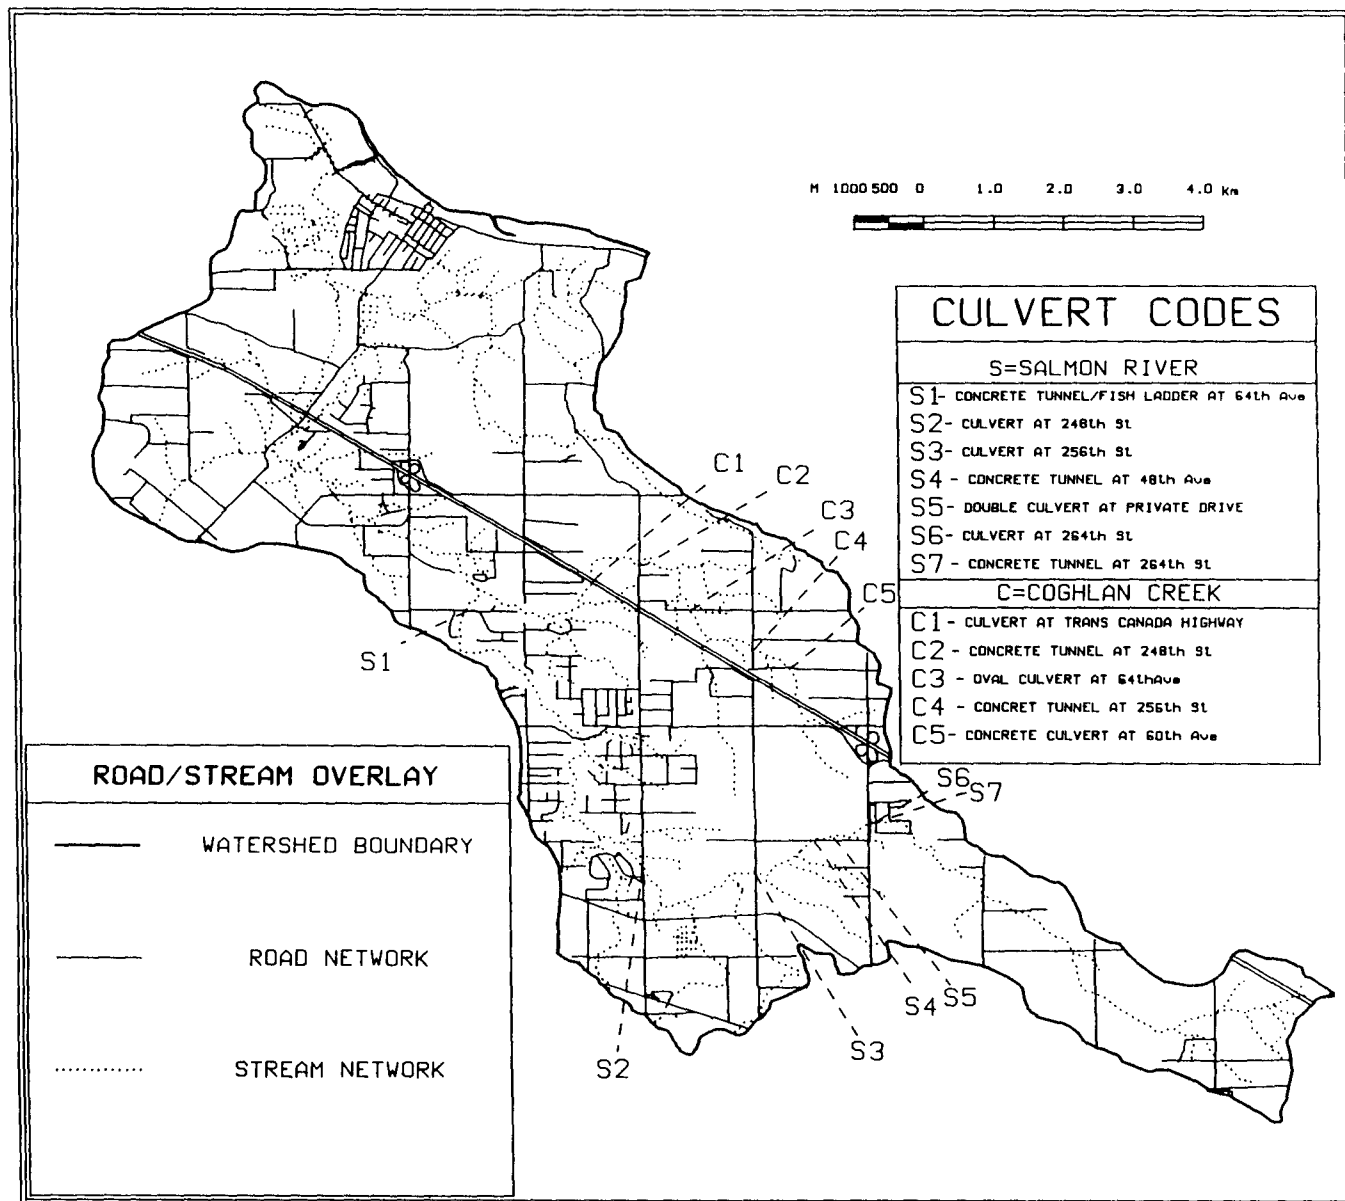 M 1000 500 0 1.0 2.0 3.0 4.0 Km
CULVERT CODES
S=SALMON RIVER
S1- CONCRETE TUNNEL/FISH LADDER AT 64th Ave
S2- CULVERT AT 248th St
S3- CULVERT AT 256th St
S4 - CONCRETE TUNNEL AT 48th Ave
S5- DOUBLE CULVERT AT PRIVATE DRIVE
S6- CULVERT AT 264th St
S7 - CONCRETE TUNNEL AT 264th St
C=COGHLAN CREEK
C1- CULVERT AT TRANS CANADA HIGHWAY
C2 - CONCRETE TUNNEL AT 248th St
C3 - OVAL CULVERT AT 64thAve
C4 - CONCRET TUNNEL AT 256th St
C5- CONCRETE CULVERT AT 60th Ave
C1
C2
C3
C4
C5
S1
S6
S7
S5
S4
S3
S2
ROAD/STREAM OVERLAY
WATERSHED BOUNDARY
ROAD NETWORK
STREAM NETWORK